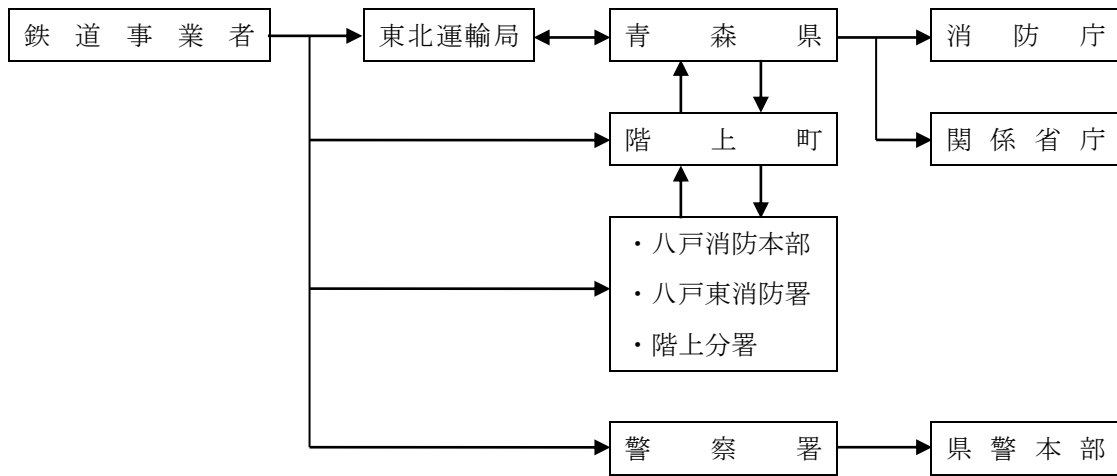 鉄道事業者
東北運輸局
青森県
消防庁
階上町
関係省庁
・八戸消防本部
・八戸東消防署
・階上分署
警察署
県警本部